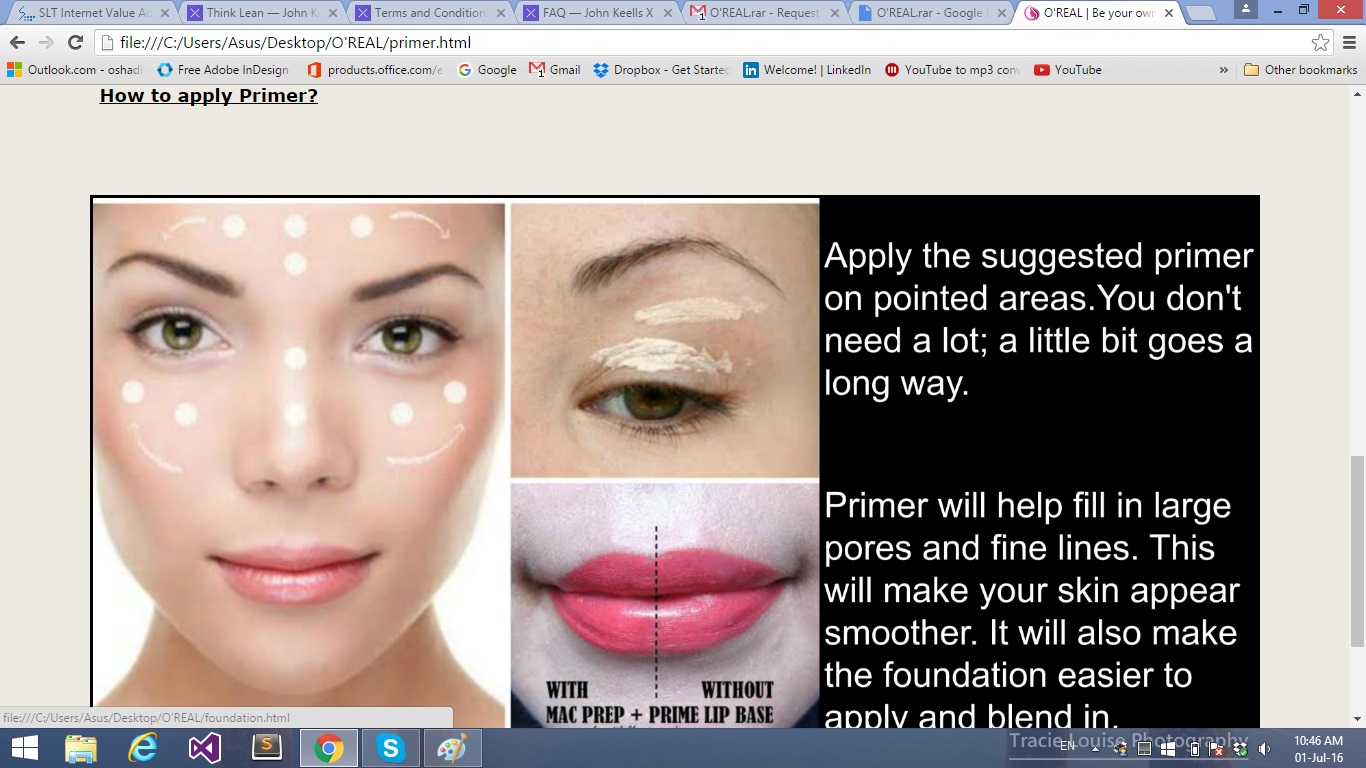 SLT Internet Value Ad
Think Lean — John K
Terms and Condition
FAQ — John Keells X
O'REAL.rar - Request
O'REAL.rar - Google
O'REAL | Be your own
file:///C:/Users/Asus/Desktop/O'REAL/primer.html
Outlook.com - oshad
Free Adobe InDesign
products.office.com/e
Google
Gmail
Dropbox - Get Started
Welcome! | LinkedIn
YouTube to mp3 con
YouTube
»
Other bookmarks
How to apply Primer?
Apply the suggested primer
on pointed areas.You don't
need a lot; a little bit goes a
long way.
Primer will help fill in large
pores and fine lines. This
will make your skin appear
smoother. It will also make
the foundation easier to
apply and blend in.
WITH WITHOUT
MAC PREP + PRIME LIP BASE
file:///C:/Users/Asus/Desktop/O'REAL/foundation.html
Tracie Louise Photography
EN
10:46 AM
01-Jul-16